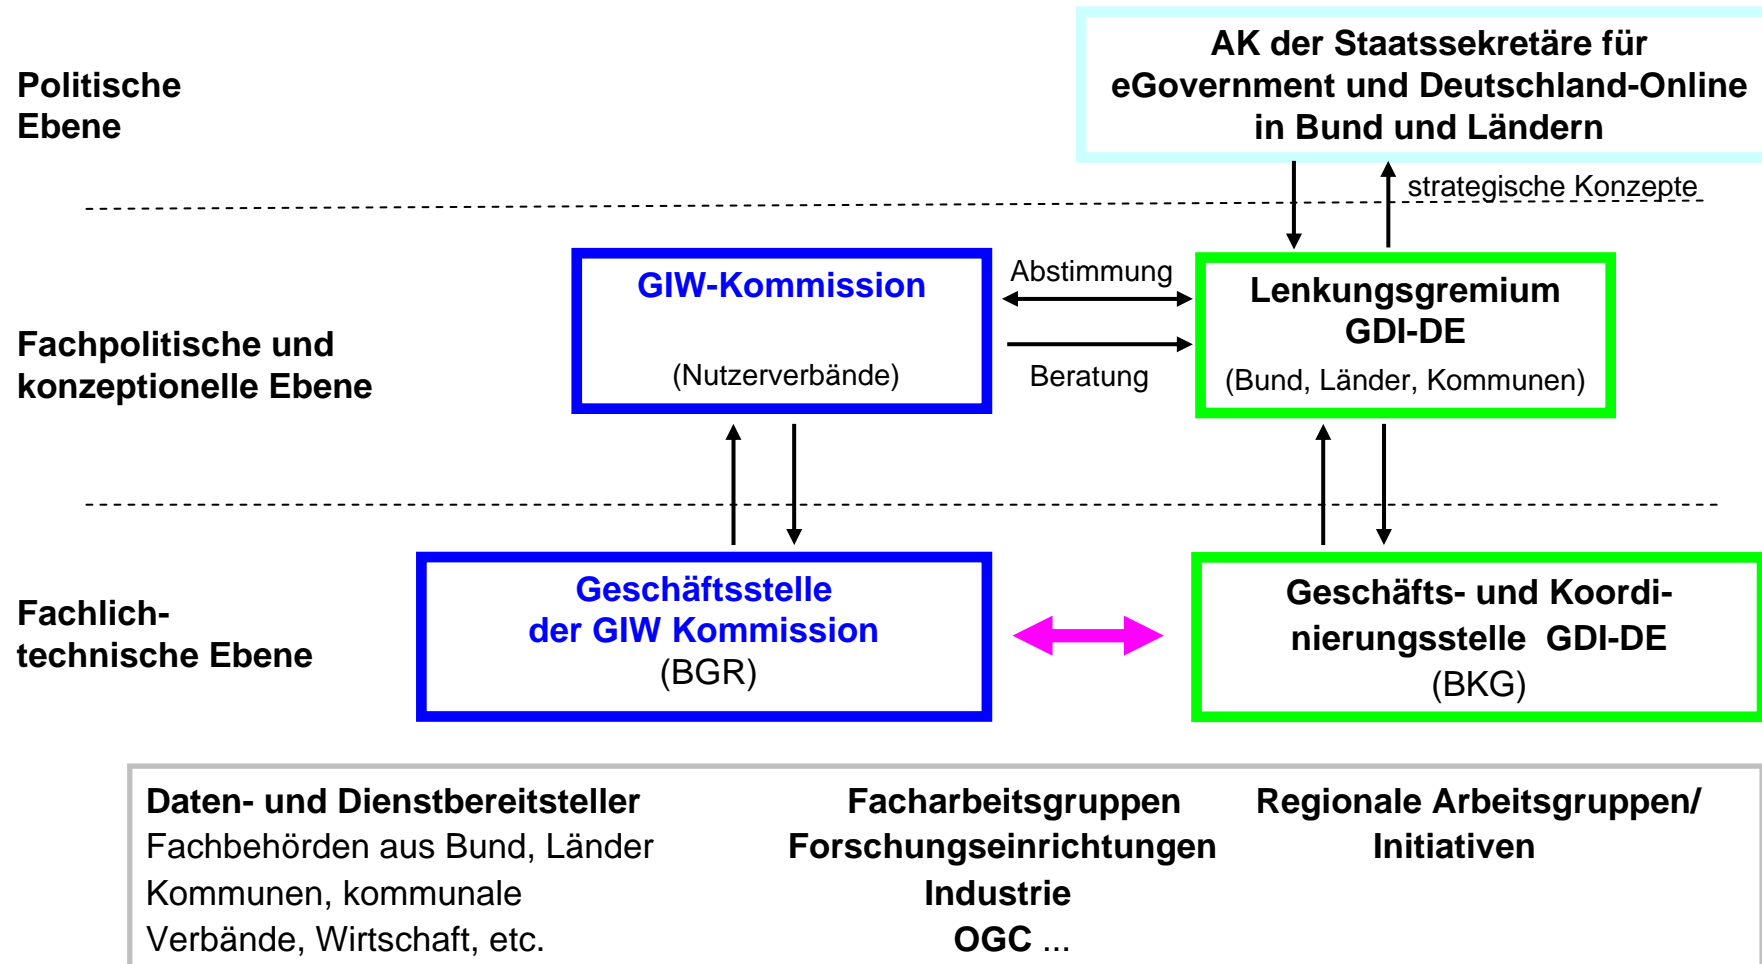 AK der Staatssekretäre für
eGovernment und Deutschland-Online
in Bund und Ländern
Politische
Ebene
strategische Konzepte
Fachpolitische und
konzeptionelle Ebene
GIW-Kommission
(Nutzerverbände)
Abstimmung
Beratung
Lenkungsgremium
GDI-DE
(Bund, Länder, Kommunen)
Fachlich-
technische Ebene
Geschäftsstelle
der GIW Kommission
(BGR)
Geschäfts- und Koordi-
nierungsstelle GDI-DE
(BKG)
Daten- und Dienstbereitsteller
Fachbehörden aus Bund, Länder
Kommunen, kommunale
Verbände, Wirtschaft, etc.
Facharbeitsgruppen
Forschungseinrichtungen
Industrie
OGC ...
Regionale Arbeitsgruppen/
Initiativen